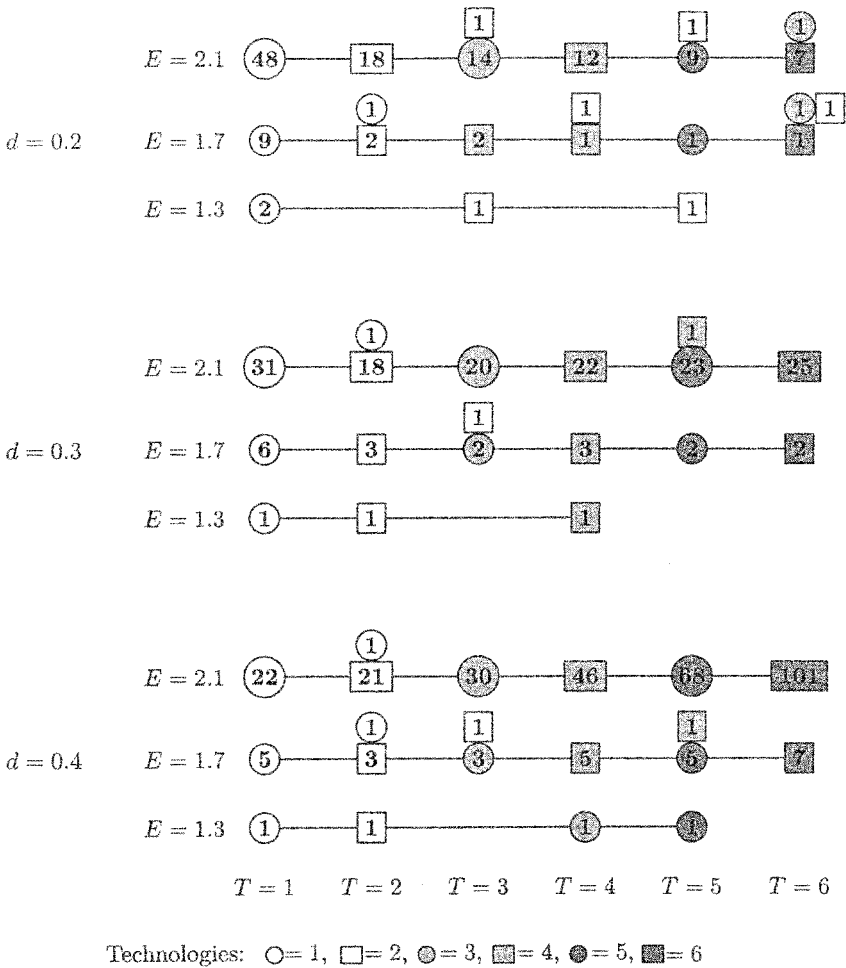 1 1 1
E = 2.1 48 18 14 12 9 7
1 1 1 1
d = 0.2 E = 1.7 9 2 2 1 1 1
E = 1.3 2 1 1
1 1
E = 2.1 31 18 20 22 23 25
1
d = 0.3 E = 1.7 6 3 2 3 2 2
E = 1.3 1 1 1
1
E = 2.1 22 21 30 46 68 101
1 1 1
d = 0.4 E = 1.7 5 3 3 5 5 7
E = 1.3 1 1 1 1
T = 1 T = 2 T = 3 T = 4 T = 5 T = 6
Technologies: = 1, = 2, = 3, = 4, = 5, = 6